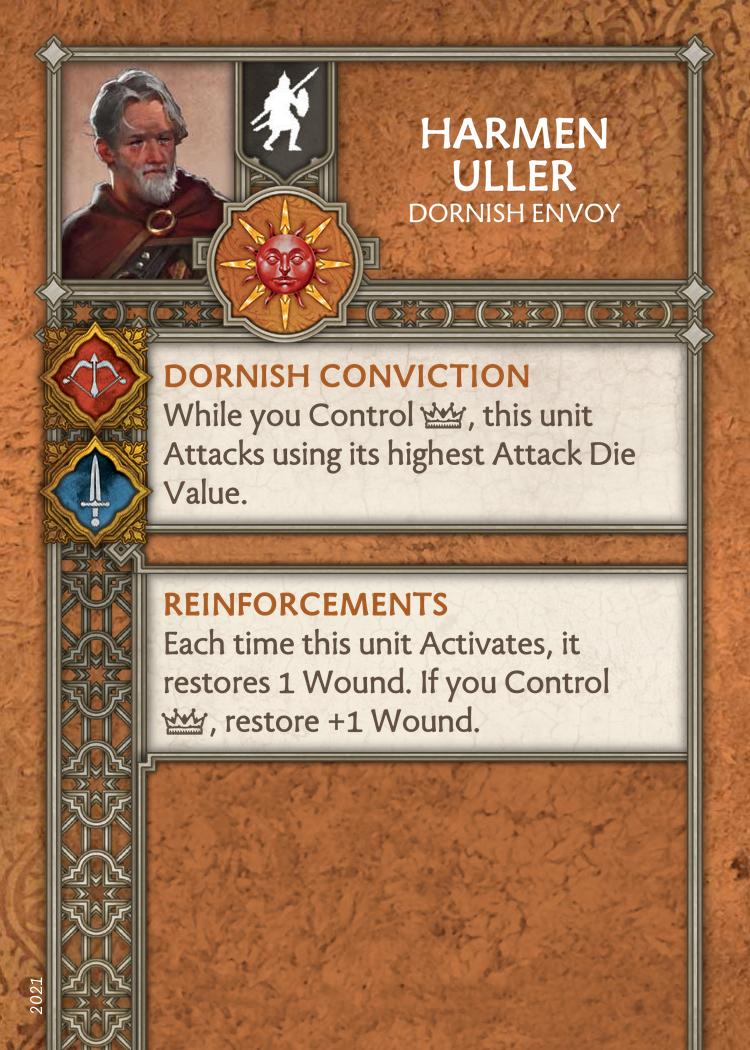 HARMEN
ULLER
DORNISH ENVOY
DORNISH CONVICTION
While you Control , this unit
Attacks using its highest Attack Die
Value.
REINFORCEMENTS
Each time this unit Activates, it
restores 1 Wound. If you Control
, restore +1 Wound.
2021